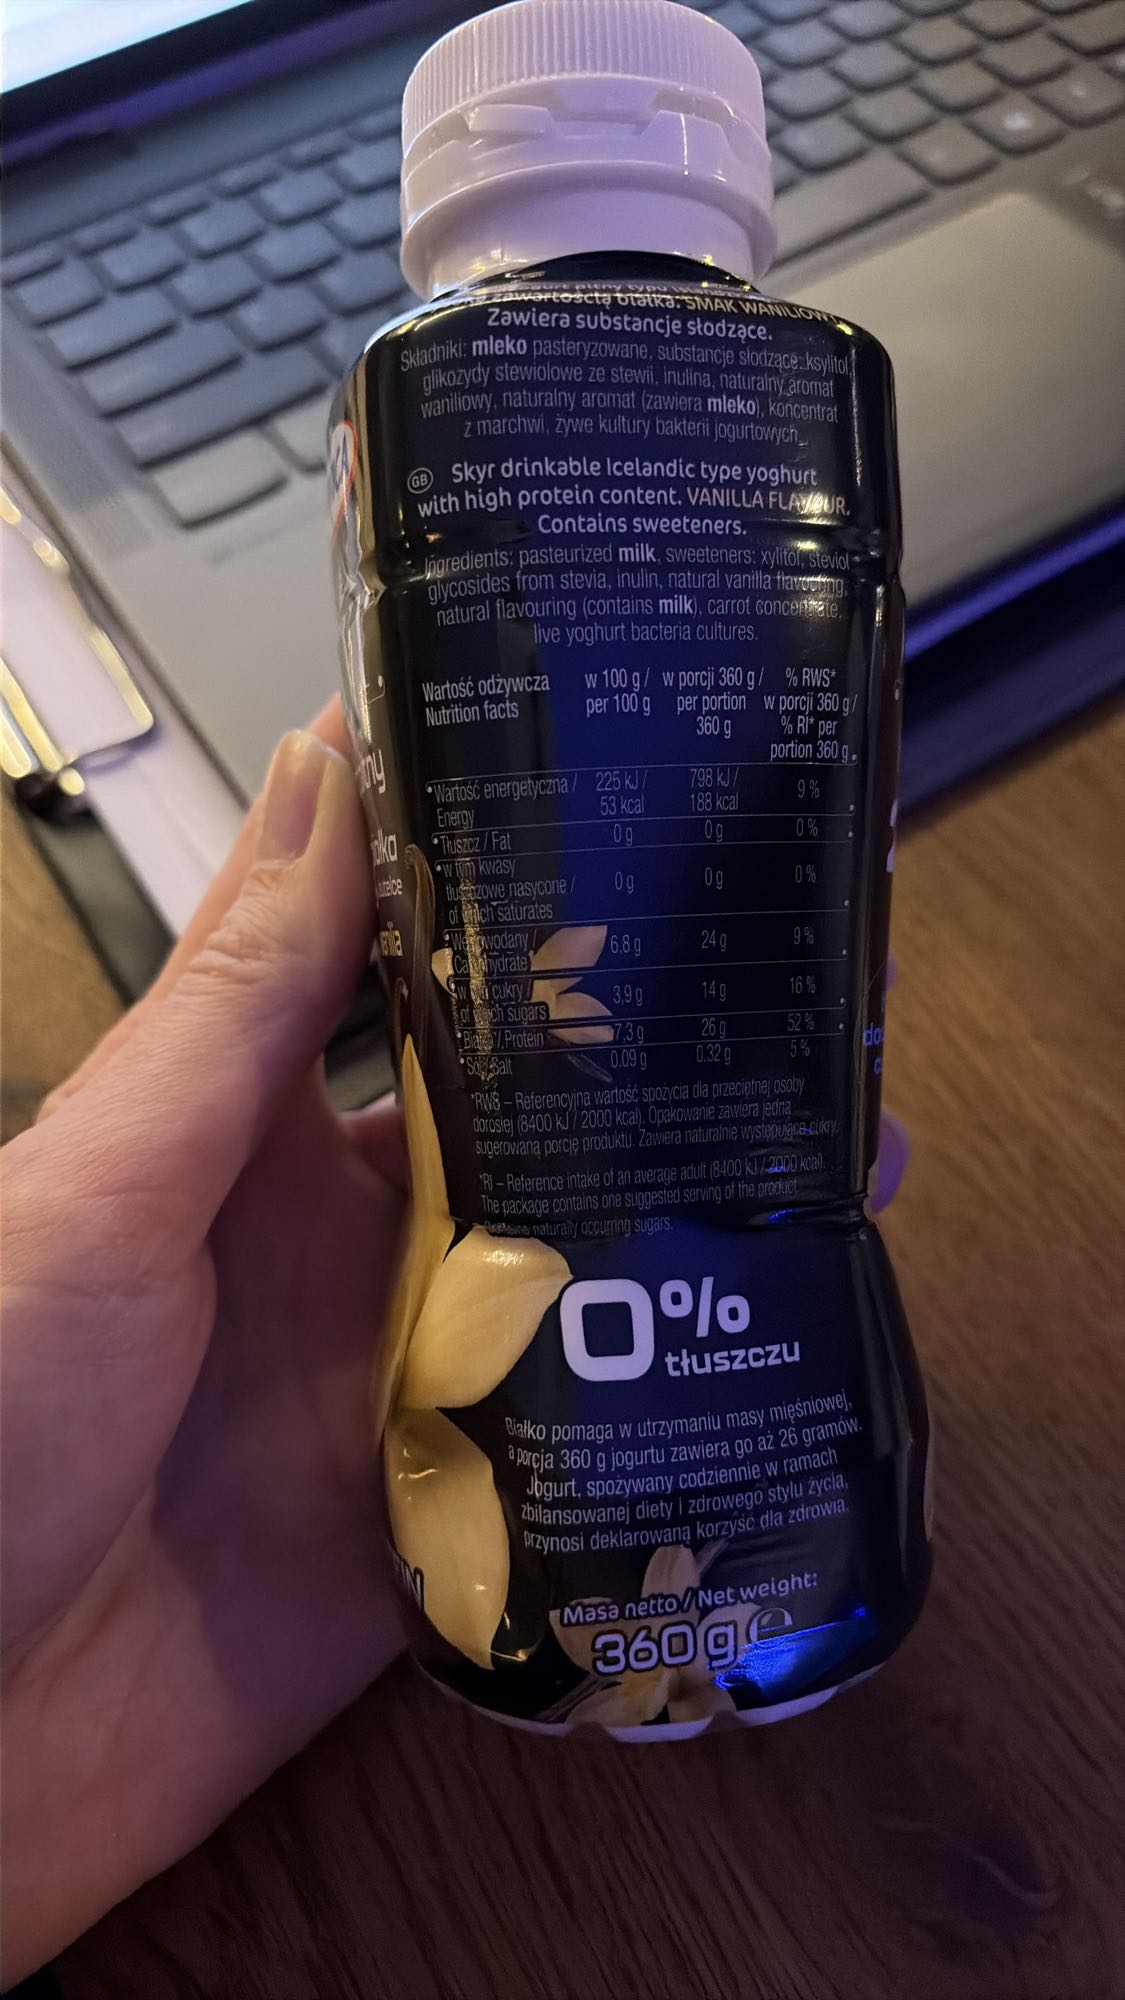 zawartością białka. SMAK WANILIOWY.
Zawiera substancje słodzące.
Składniki: mleko pasteryzowane, substancje słodzące: ksylitol,
glikozydy stewiolowe ze stewii, inulina, naturalny aromat
waniliowy, naturalny aromat (zawiera mleko), koncentrat
z marchwi, żywe kultury bakterii jogurtowych.
GB Skyr drinkable Icelandic type yoghurt
with high protein content. VANILLA FLAVOUR.
Contains sweeteners.
Ingredients: pasteurized milk, sweeteners: xylitol, steviol
glycosides from stevia, inulin, natural vanilla flavouring,
natural flavouring (contains milk), carrot concentrate,
live yoghurt bacteria cultures.
Wartość odżywcza w 100 g / w porcji 360 g / % RWS*
Nutrition facts per 100 g per portion w porcji 360 g /
360 g % RI* per
portion 360 g
Wartość energetyczna / 225 kJ / 798 kJ / 9 %
Energy 53 kcal 188 kcal
Tłuszcz / Fat 0 g 0 g 0 %
w tym kwasy
tłuszczowe nasycone / 0 g 0 g 0 %
of which saturates
Węglowodany / 6,8 g 24 g 9 %
Carbohydrate
w tym cukry / 3,9 g 14 g 16 %
of which sugars
Białko / Protein 7,3 g 26 g 52 %
Sól / Salt 0.09 g 0.32 g 5 %
*RWS – Referencyjna wartość spożycia dla przeciętnej osoby
dorosłej (8400 kJ / 2000 kcal). Opakowanie zawiera jedną
sugerowaną porcję produktu. Zawiera naturalnie występujące cukry.
*RI – Reference intake of an average adult (8400 kJ / 2000 kcal).
The package contains one suggested serving of the product.
Contains naturally occurring sugars.
0%
tłuszczu
Białko pomaga w utrzymaniu masy mięśniowej,
a porcja 360 g jogurtu zawiera go aż 26 gramów.
Jogurt, spożywany codziennie w ramach
zbilansowanej diety i zdrowego stylu życia,
przynosi deklarowaną korzyść dla zdrowia.
Masa netto / Net weight:
360 g e